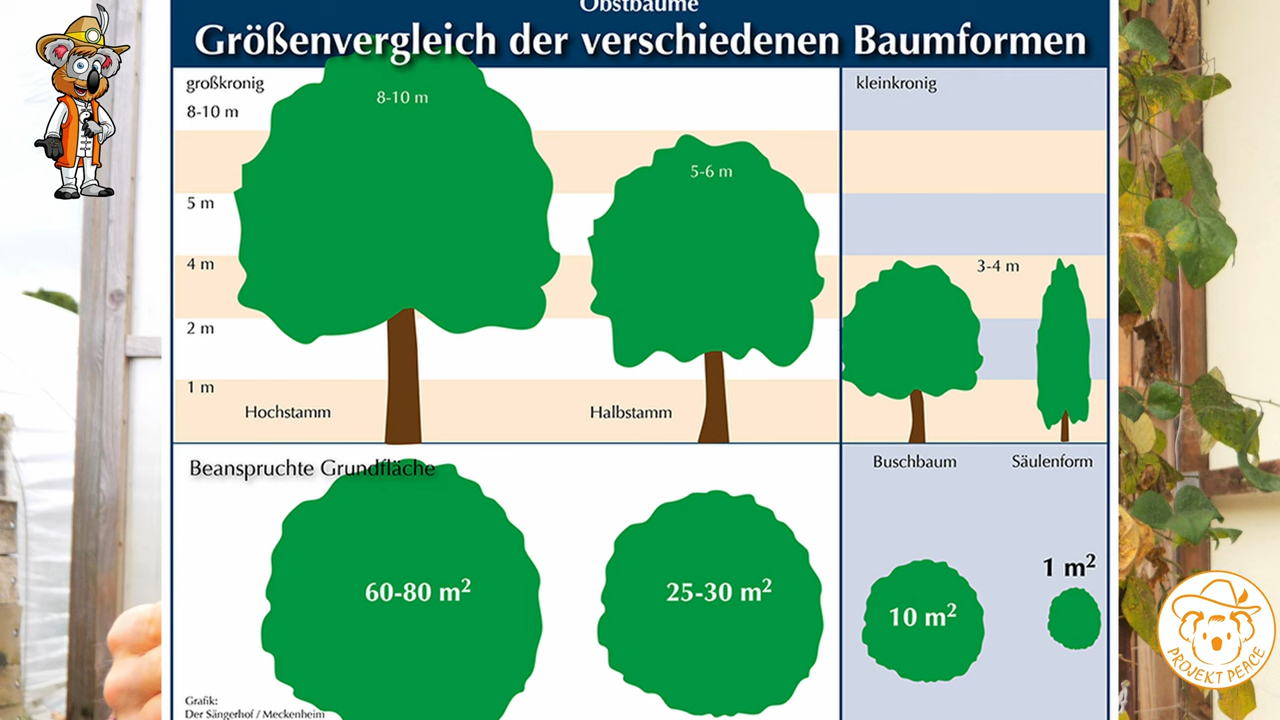 Obstbäume
Größenvergleich der verschiedenen Baumformen
großkronig
8-10 m
8-10 m
kleinkronig
5-6 m
5 m
4 m
3-4 m
2 m
1 m
Hochstamm
Halbstamm
Buschbaum
Säulenform
Beanspruchte Grundfläche
60-80 m²
25-30 m²
10 m²
1 m²
Grafik:
Der Sängerhof / Meckenheim
PROJEKT PEACE